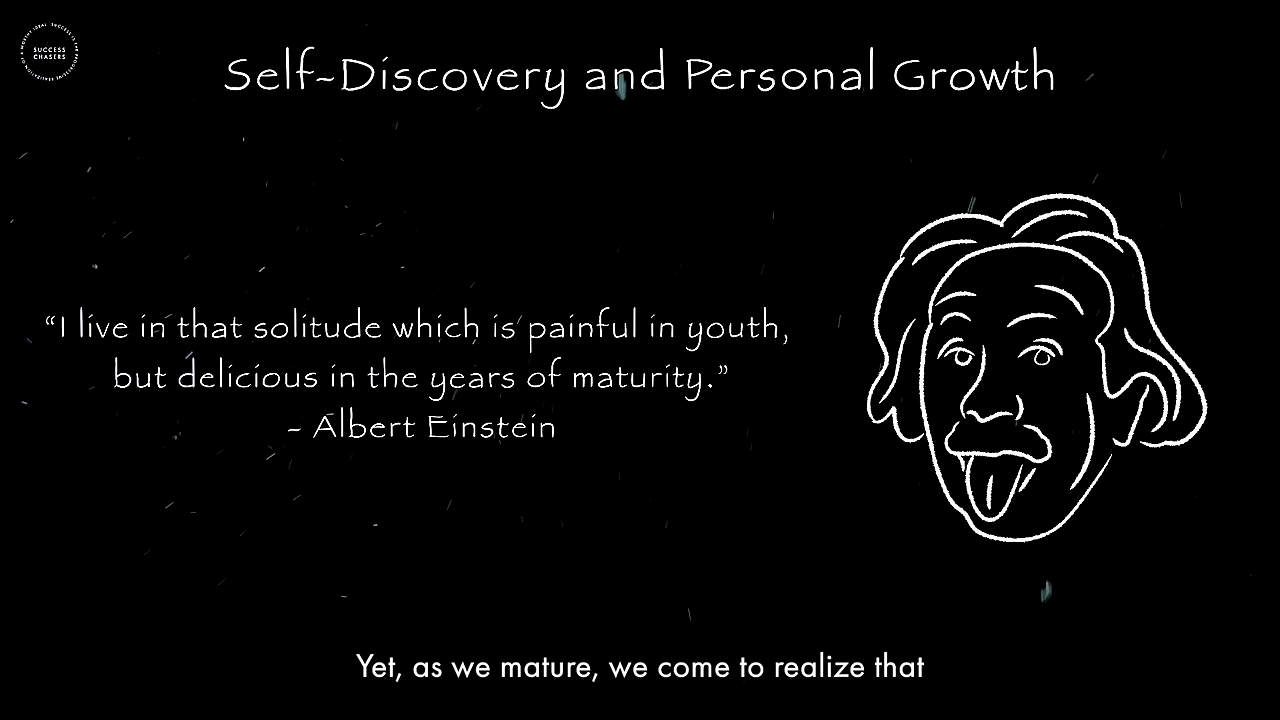 SUCCESS
CHASERS
Self-Discovery and Personal Growth
“I live in that solitude which is painful in youth,
but delicious in the years of maturity.”
- Albert Einstein
Yet, as we mature, we come to realize that